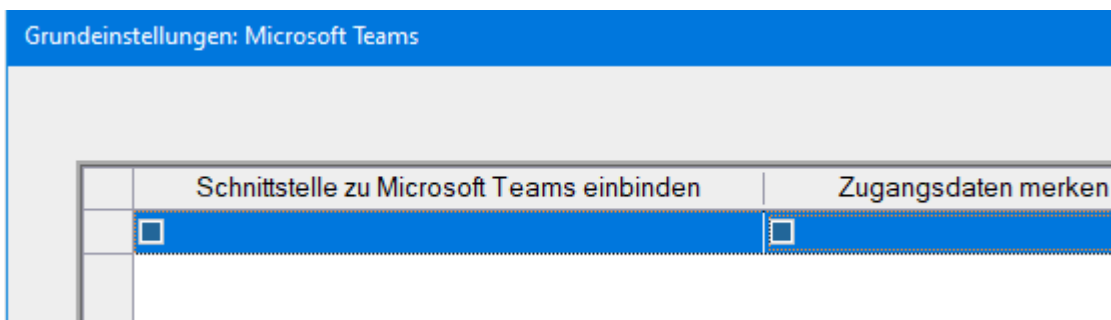 Grundeinstellungen: Microsoft Teams
Schnittstelle zu Microsoft Teams einbinden Zugangsdaten merken